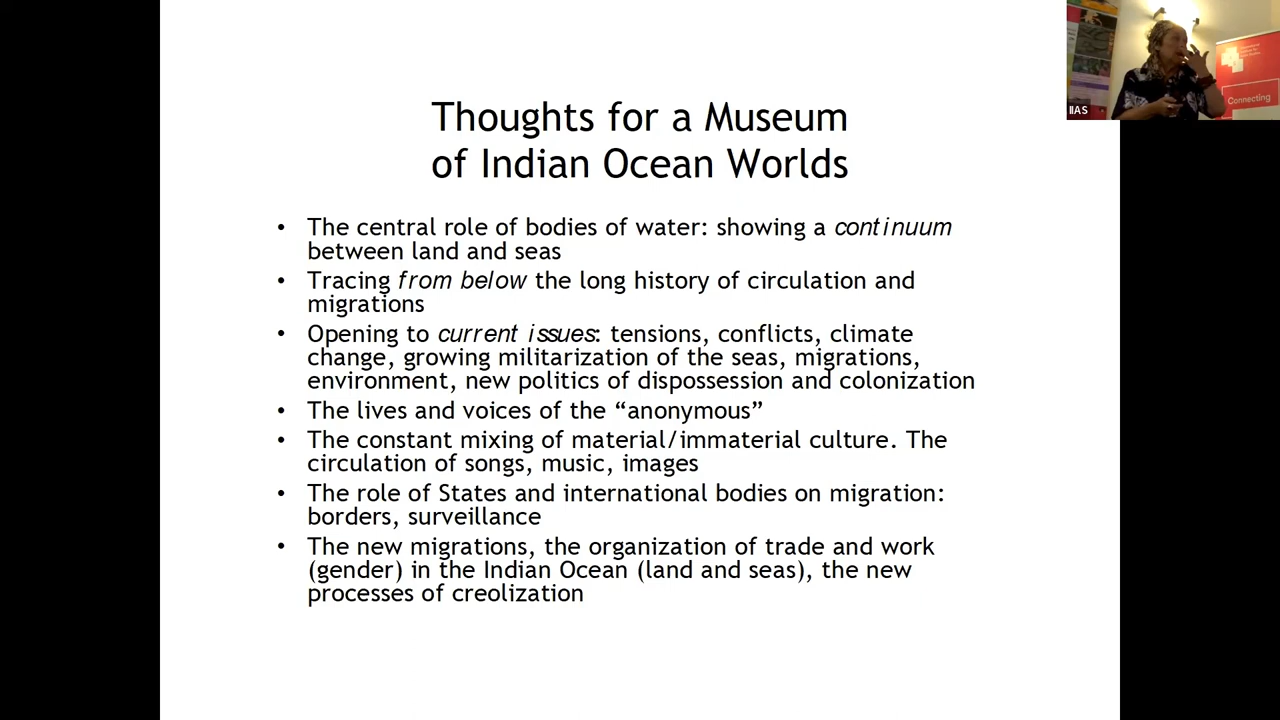 Thoughts for a Museum
of Indian Ocean Worlds
• The central role of bodies of water: showing a continuum
between land and seas
• Tracing from below the long history of circulation and
migrations
• Opening to current issues: tensions, conflicts, climate
change, growing militarization of the seas, migrations,
environment, new politics of dispossession and colonization
• The lives and voices of the “anonymous”
• The constant mixing of material/immaterial culture. The
circulation of songs, music, images
• The role of States and international bodies on migration:
borders, surveillance
• The new migrations, the organization of trade and work
(gender) in the Indian Ocean (land and seas), the new
processes of creolization
IIAS
Connecting